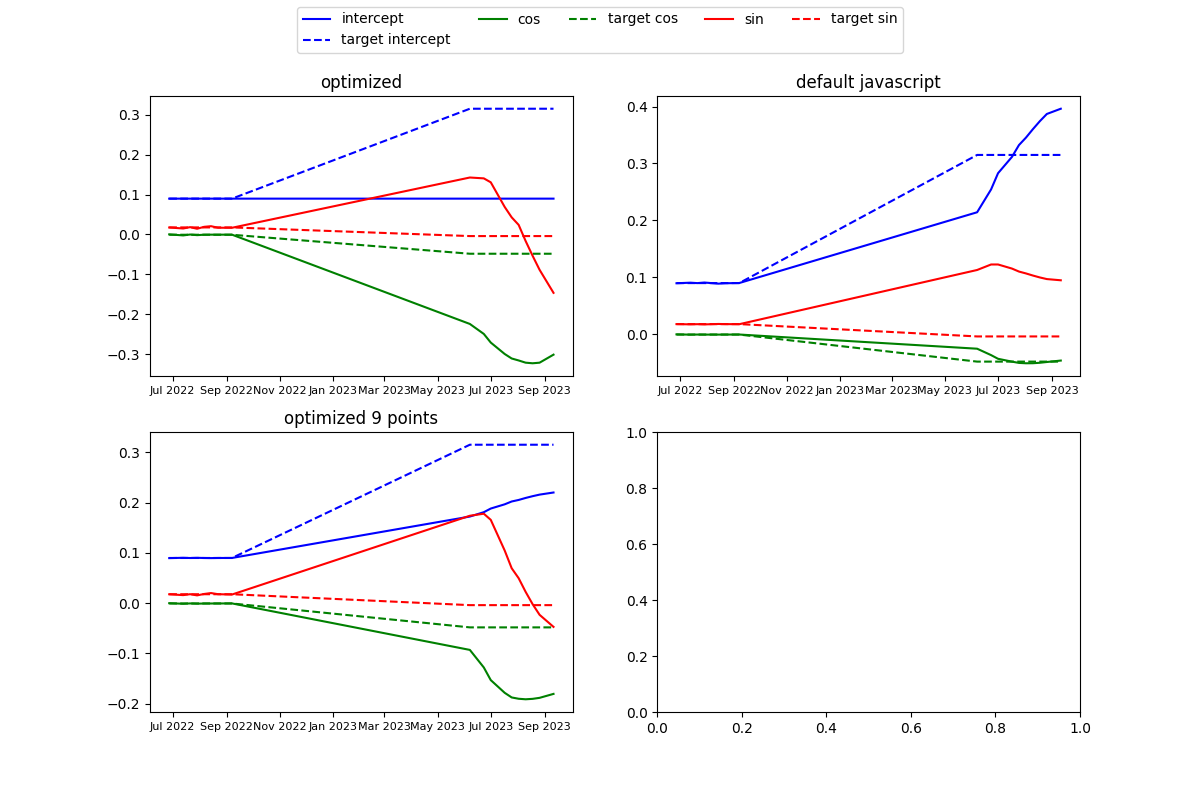 intercept cos target cos sin target sin
target intercept
optimized
0.3
0.2
0.1
0.0
−0.1
−0.2
−0.3
Jul 2022 Sep 2022 Nov 2022 Jan 2023 Mar 2023 May 2023 Jul 2023 Sep 2023
default javascript
0.4
0.3
0.2
0.1
0.0
Jul 2022 Sep 2022 Nov 2022 Jan 2023 Mar 2023 May 2023 Jul 2023 Sep 2023
optimized 9 points
0.3
0.2
0.1
0.0
−0.1
−0.2
Jul 2022 Sep 2022 Nov 2022 Jan 2023 Mar 2023 May 2023 Jul 2023 Sep 2023
1.0
0.8
0.6
0.4
0.2
0.0
0.0 0.2 0.4 0.6 0.8 1.0